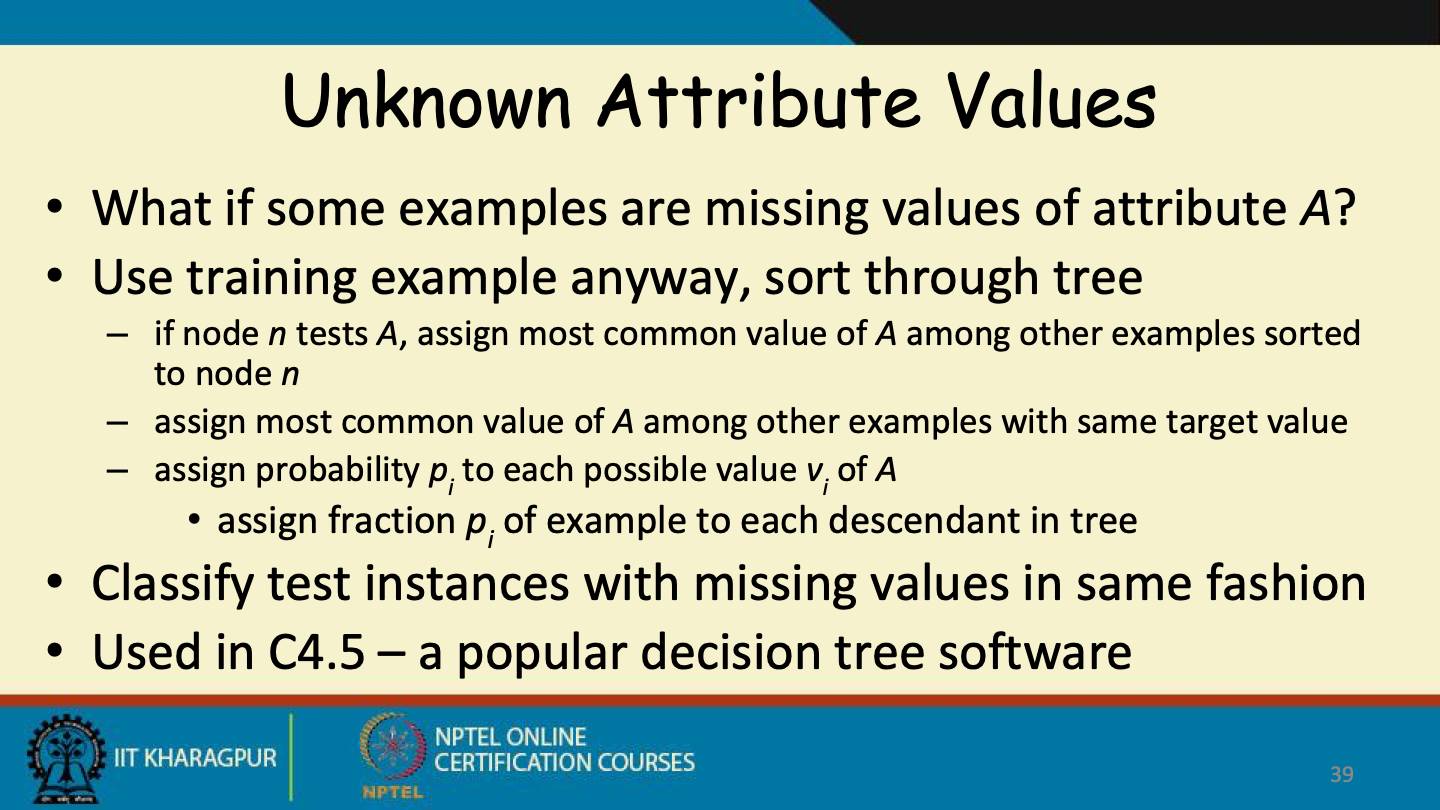 Unknown Attribute Values
• What if some examples are missing values of attribute A?
• Use training example anyway, sort through tree
– if node n tests A, assign most common value of A among other examples sorted
to node n
– assign most common value of A among other examples with same target value
– assign probability pi to each possible value vi of A
• assign fraction pi of example to each descendant in tree
• Classify test instances with missing values in same fashion
• Used in C4.5 – a popular decision tree software
IIT KHARAGPUR
NPTEL
NPTEL ONLINE
CERTIFICATION COURSES
39